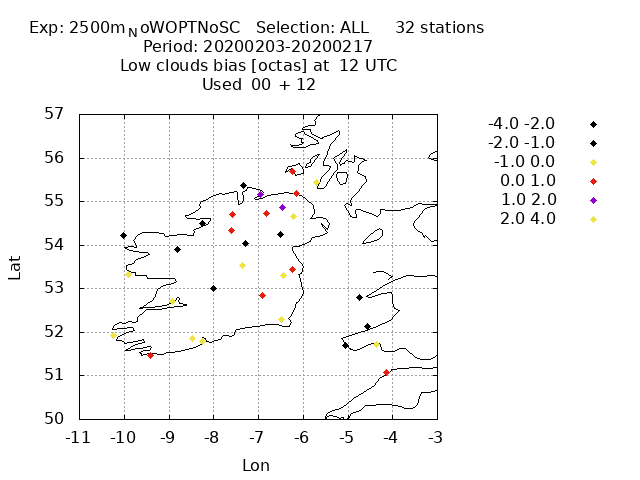 Exp: 2500m_NoWOPTNoSC   Selection: ALL     32 stations
Period: 20200203-20200217
Low clouds bias [octas] at  12 UTC
Used  00 + 12
-4.0 -2.0
-2.0 -1.0
-1.0 0.0
0.0 1.0
1.0 2.0
2.0 4.0
57
56
55
54
53
52
51
50
Lat
-11 -10 -9 -8 -7 -6 -5 -4 -3
Lon